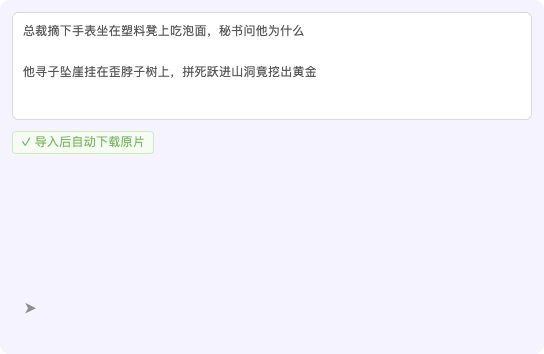 总裁摘下手表坐在塑料凳上吃泡面，秘书问他为什么
他寻子坠崖挂在歪脖子树上，拼死跃进山洞竟挖出黄金
✓ 导入后自动下载原片